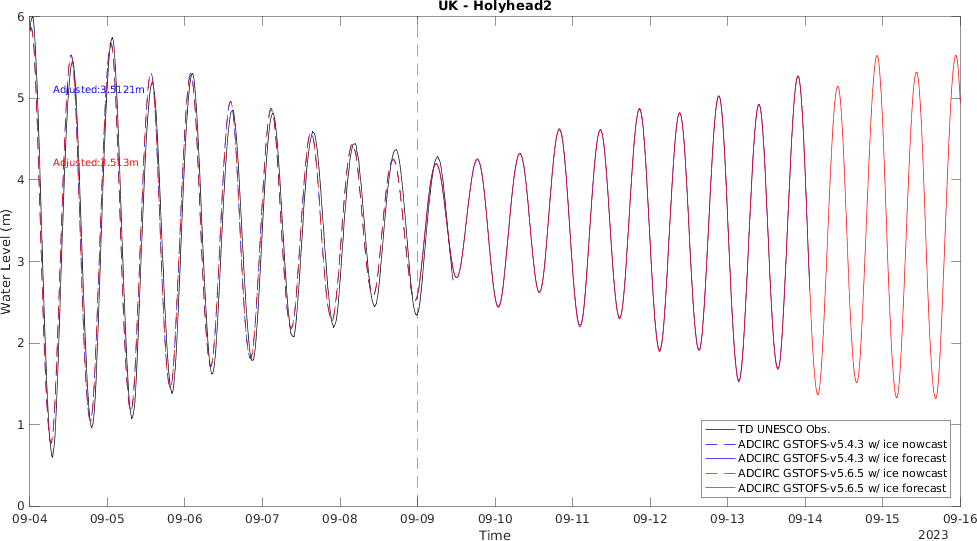 UK - Holyhead2
6
5
4
3
2
1
0
Water Level (m)
Adjusted:3.5121m
Adjusted:3.513m
TD UNESCO Obs.
ADCIRC GSTOFS-v5.4.3 w/ ice nowcast
ADCIRC GSTOFS-v5.4.3 w/ ice forecast
ADCIRC GSTOFS-v5.6.5 w/ ice nowcast
ADCIRC GSTOFS-v5.6.5 w/ ice forecast
09-04 09-05 09-06 09-07 09-08 09-09 09-10 09-11 09-12 09-13 09-14 09-15 09-16
Time
2023